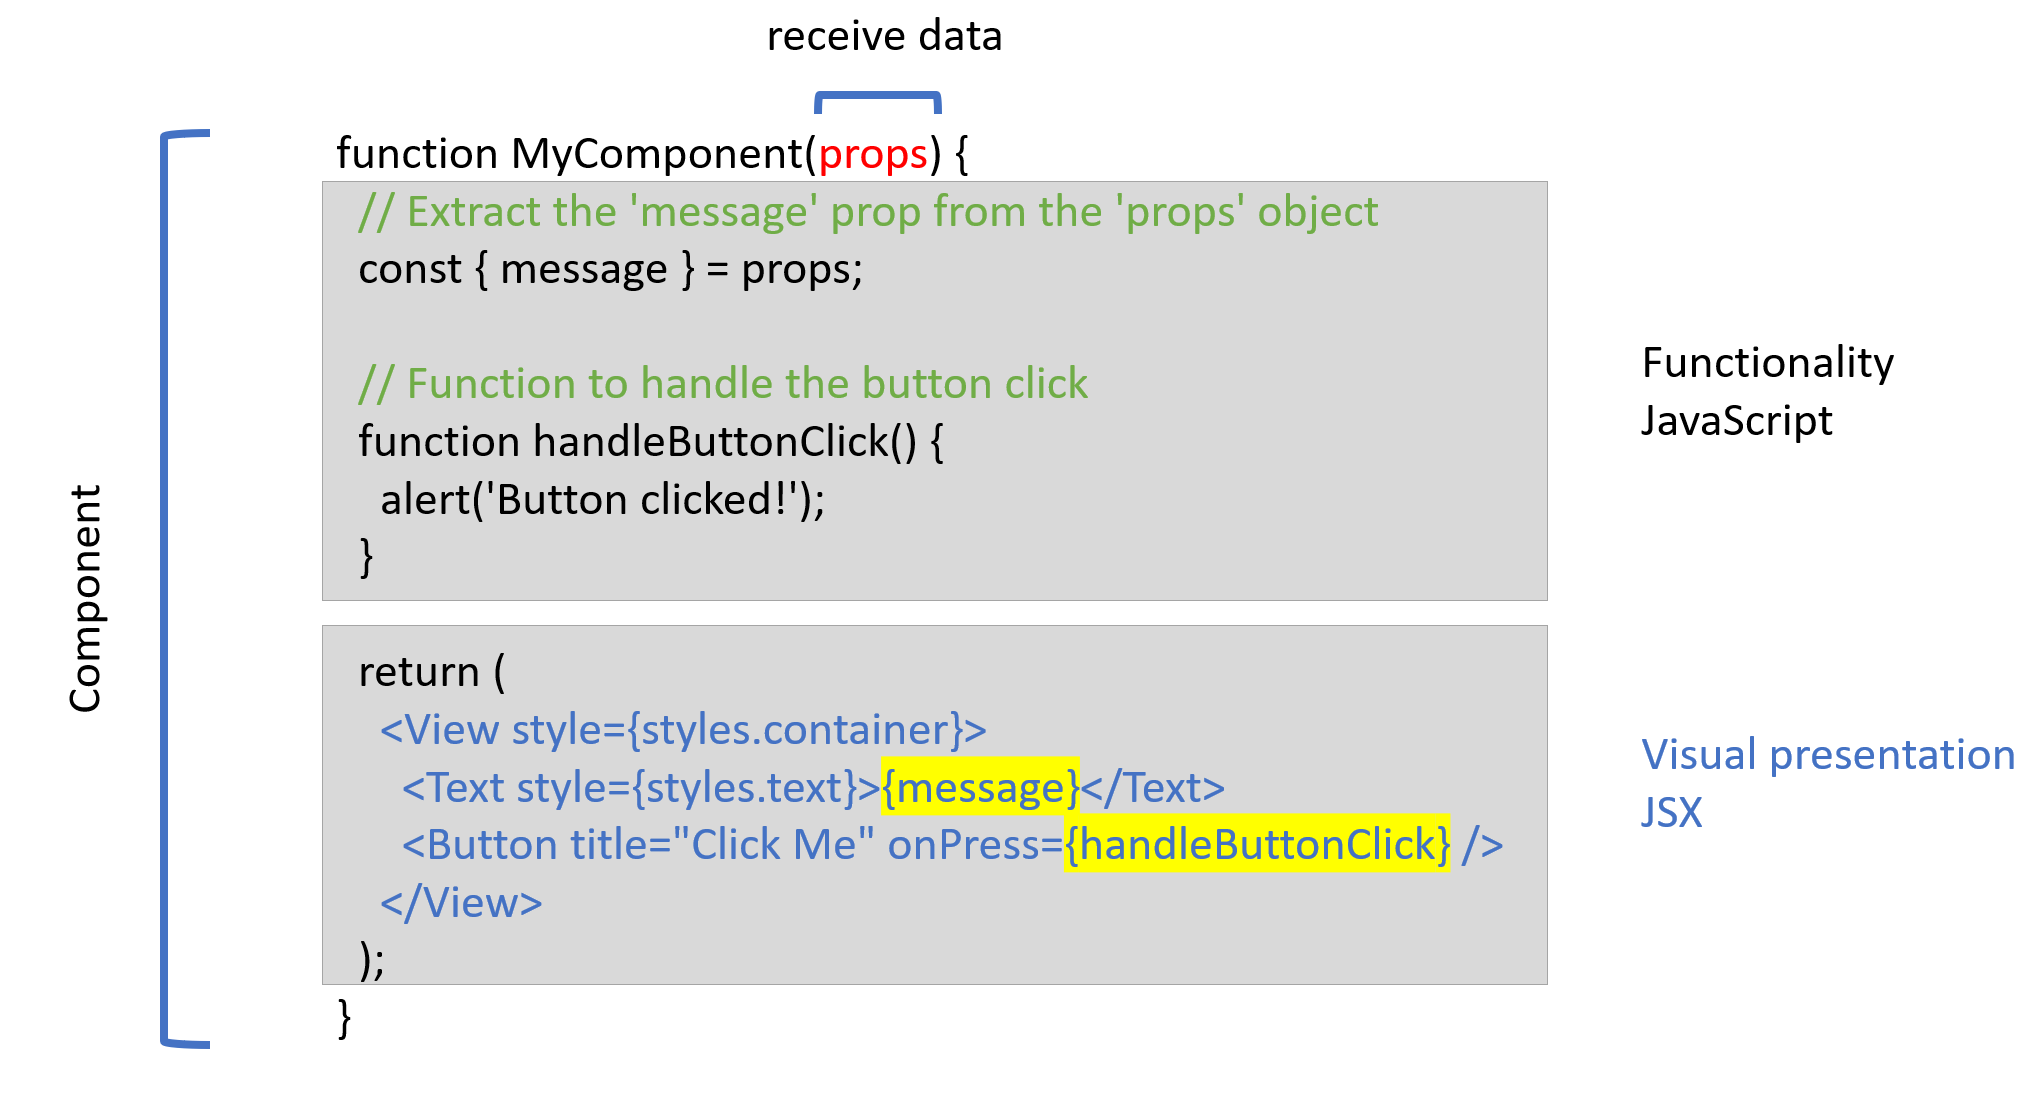 receive data
function MyComponent(props) {
// Extract the 'message' prop from the 'props' object
const { message } = props;
// Function to handle the button click
function handleButtonClick() {
alert('Button clicked!');
}
Functionality
JavaScript
Component
return (
<View style={styles.container}>
<Text style={styles.text}>{message}</Text>
<Button title="Click Me" onPress={handleButtonClick} />
</View>
);
}
Visual presentation
JSX